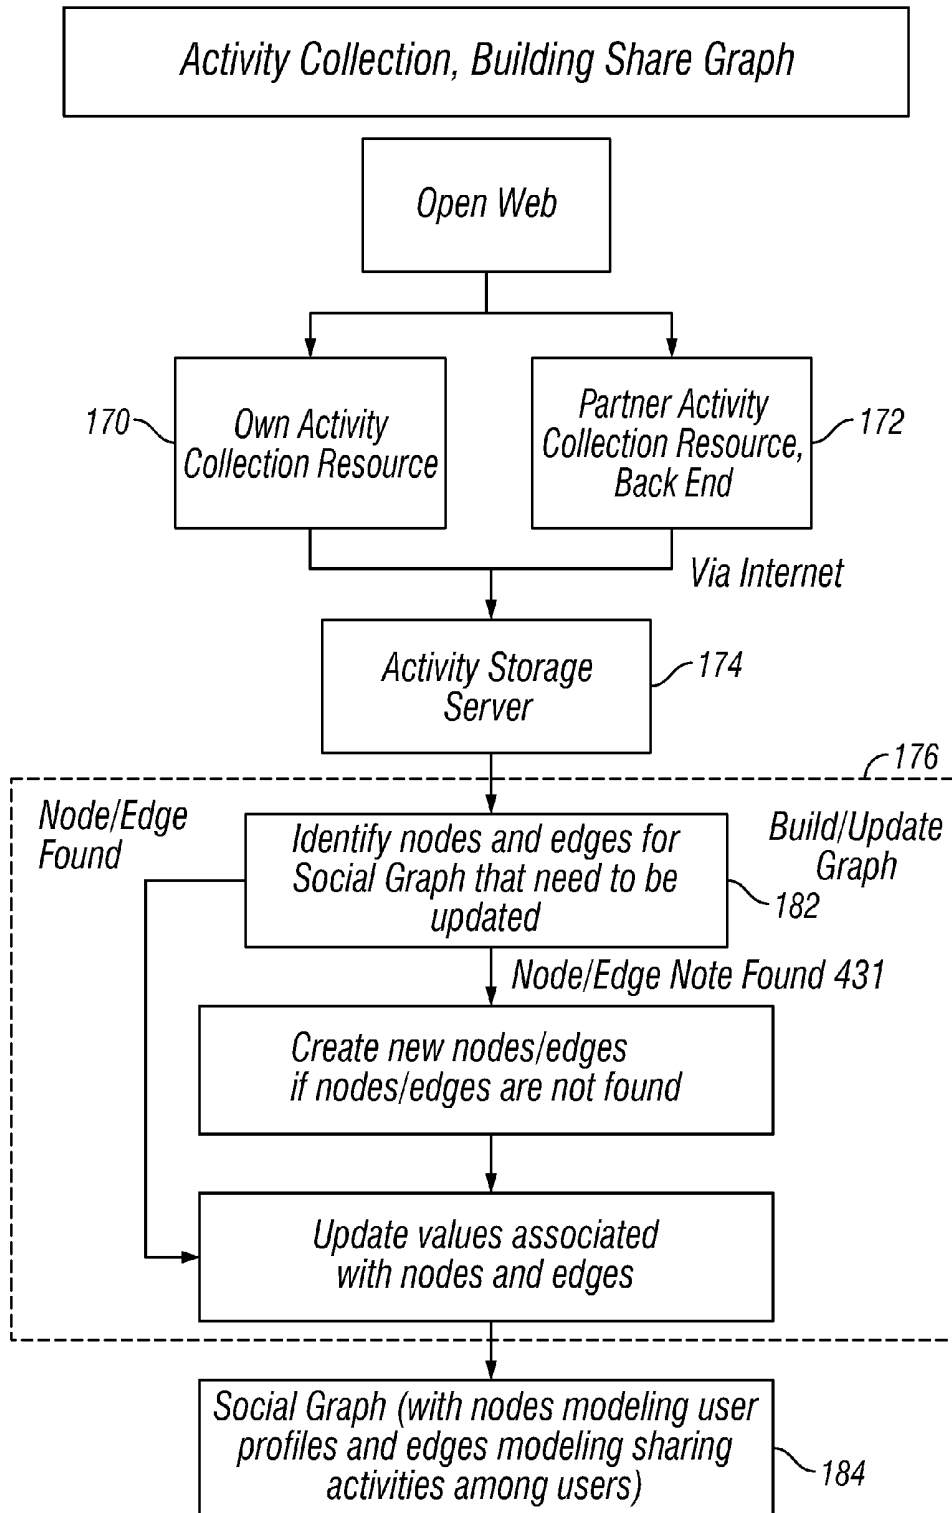 Activity Collection, Building Share Graph
Open Web
170
Own Activity
Collection Resource
Partner Activity
Collection Resource,
Back End
172
Via Internet
Activity Storage
Server
174
176
Node/Edge
Found
Build/Update
Graph
Identify nodes and edges for
Social Graph that need to be
updated
182
Node/Edge Note Found 431
Create new nodes/edges
if nodes/edges are not found
Update values associated
with nodes and edges
Social Graph (with nodes modeling user
profiles and edges modeling sharing
activities among users)
184